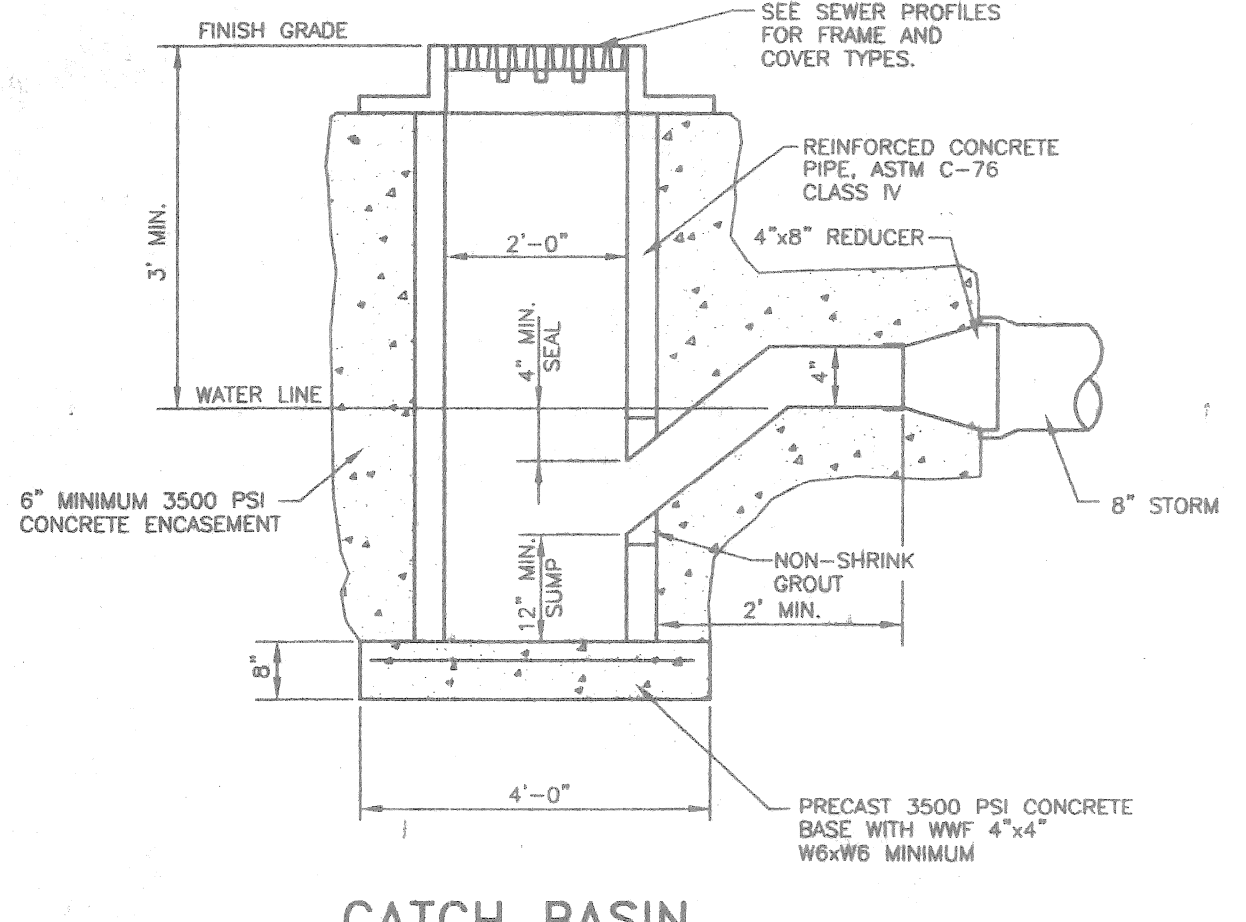 SEE SEWER PROFILES
FOR FRAME AND
COVER TYPES.
FINISH GRADE
REINFORCED CONCRETE
PIPE, ASTM C-76
CLASS IV
3' MIN.
2'-0"
4"x8" REDUCER
4" MIN.
SEAL
4"
WATER LINE
6" MINIMUM 3500 PSI
CONCRETE ENCASEMENT
8" STORM
12" MIN.
SUMP
NON-SHRINK
GROUT
2' MIN.
8"
4'-0"
PRECAST 3500 PSI CONCRETE
BASE WITH WWF 4"x4"
W6xW6 MINIMUM
CATCH BASIN